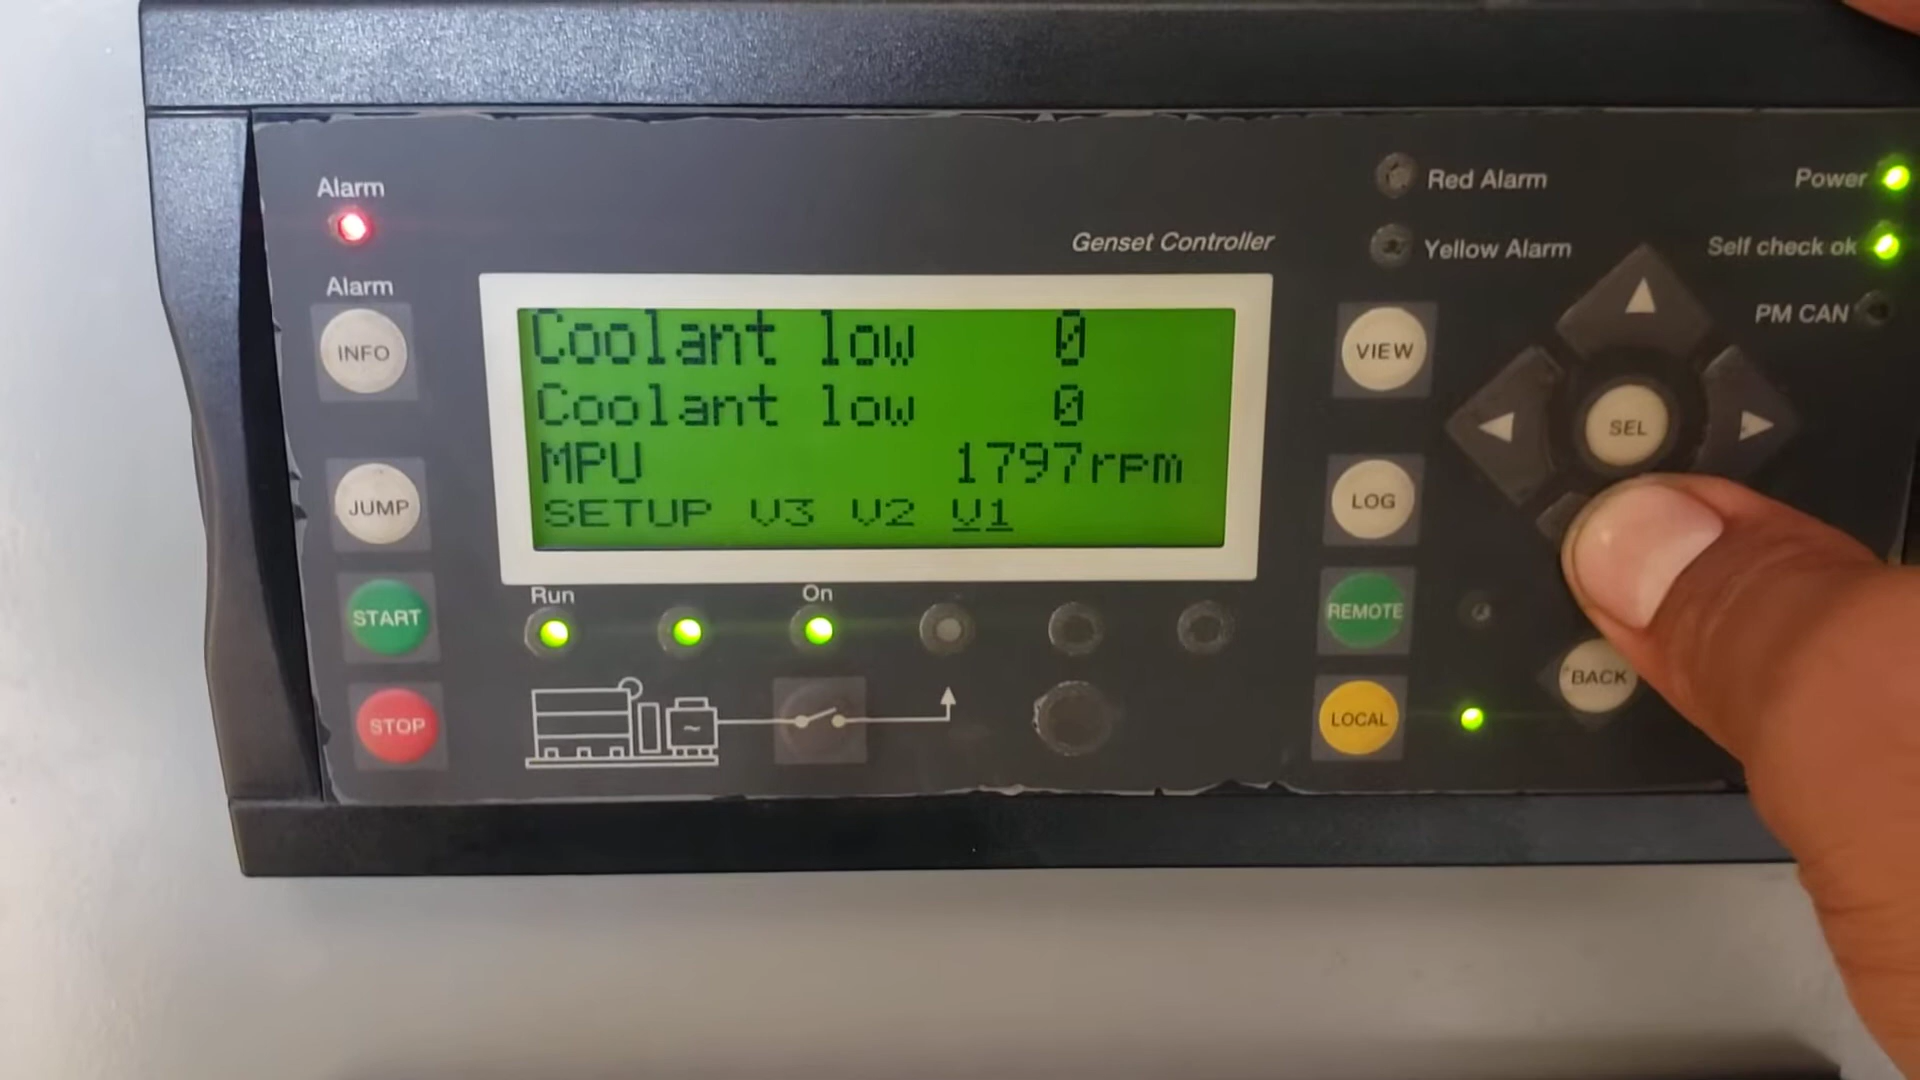 Alarm
Alarm
INFO
JUMP
START
STOP
Genset Controller
Coolant low 0
Coolant low 0
MPU 1797rpm
SETUP V3 V2 V1
Run
On
Red Alarm
Yellow Alarm
Power
Self check ok
PM CAN
VIEW
SEL
LOG
REMOTE
LOCAL
BACK